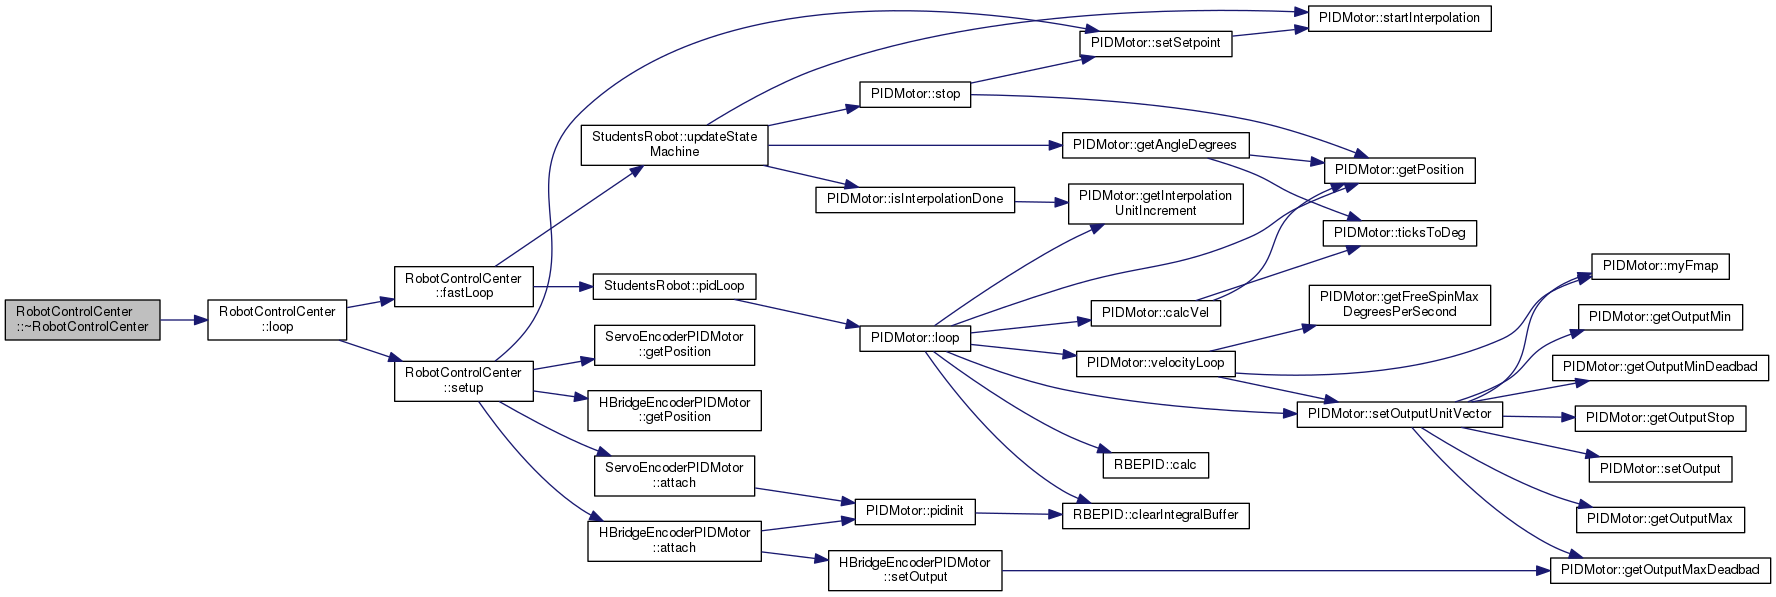 RobotControlCenter
::~RobotControlCenter
RobotControlCenter
::loop
RobotControlCenter
::fastLoop
RobotControlCenter
::setup
StudentsRobot::updateState
Machine
StudentsRobot::pidLoop
ServoEncoderPIDMotor
::getPosition
HBridgeEncoderPIDMotor
::getPosition
ServoEncoderPIDMotor
::attach
HBridgeEncoderPIDMotor
::attach
PIDMotor::stop
PIDMotor::isInterpolationDone
PIDMotor::loop
PIDMotor::pidinit
HBridgeEncoderPIDMotor
::setOutput
PIDMotor::setSetpoint
PIDMotor::getAngleDegrees
PIDMotor::getInterpolation
UnitIncrement
PIDMotor::calcVel
PIDMotor::velocityLoop
RBEPID::calc
RBEPID::clearIntegralBuffer
PIDMotor::startInterpolation
PIDMotor::getPosition
PIDMotor::ticksToDeg
PIDMotor::getFreeSpinMax
DegreesPerSecond
PIDMotor::setOutputUnitVector
PIDMotor::myFmap
PIDMotor::getOutputMin
PIDMotor::getOutputMinDeadbad
PIDMotor::getOutputStop
PIDMotor::setOutput
PIDMotor::getOutputMax
PIDMotor::getOutputMaxDeadbad